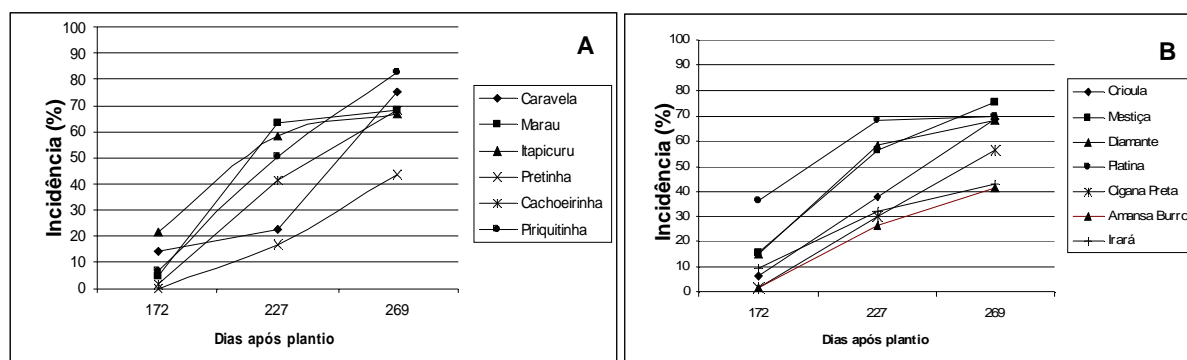 A
Incidência (%)
100
90
80
70
60
50
40
30
20
10
0
172 227 269
Dias após plantio
Caravela
Marau
Itapicuru
Pretinha
Cachoeirinha
Piriquitinha
B
Incidência (%)
100
90
80
70
60
50
40
30
20
10
0
172 227 269
Dias após plantio
Crioula
Mestiça
Diamante
Platina
Cigana Preta
Amansa Burro
Irará